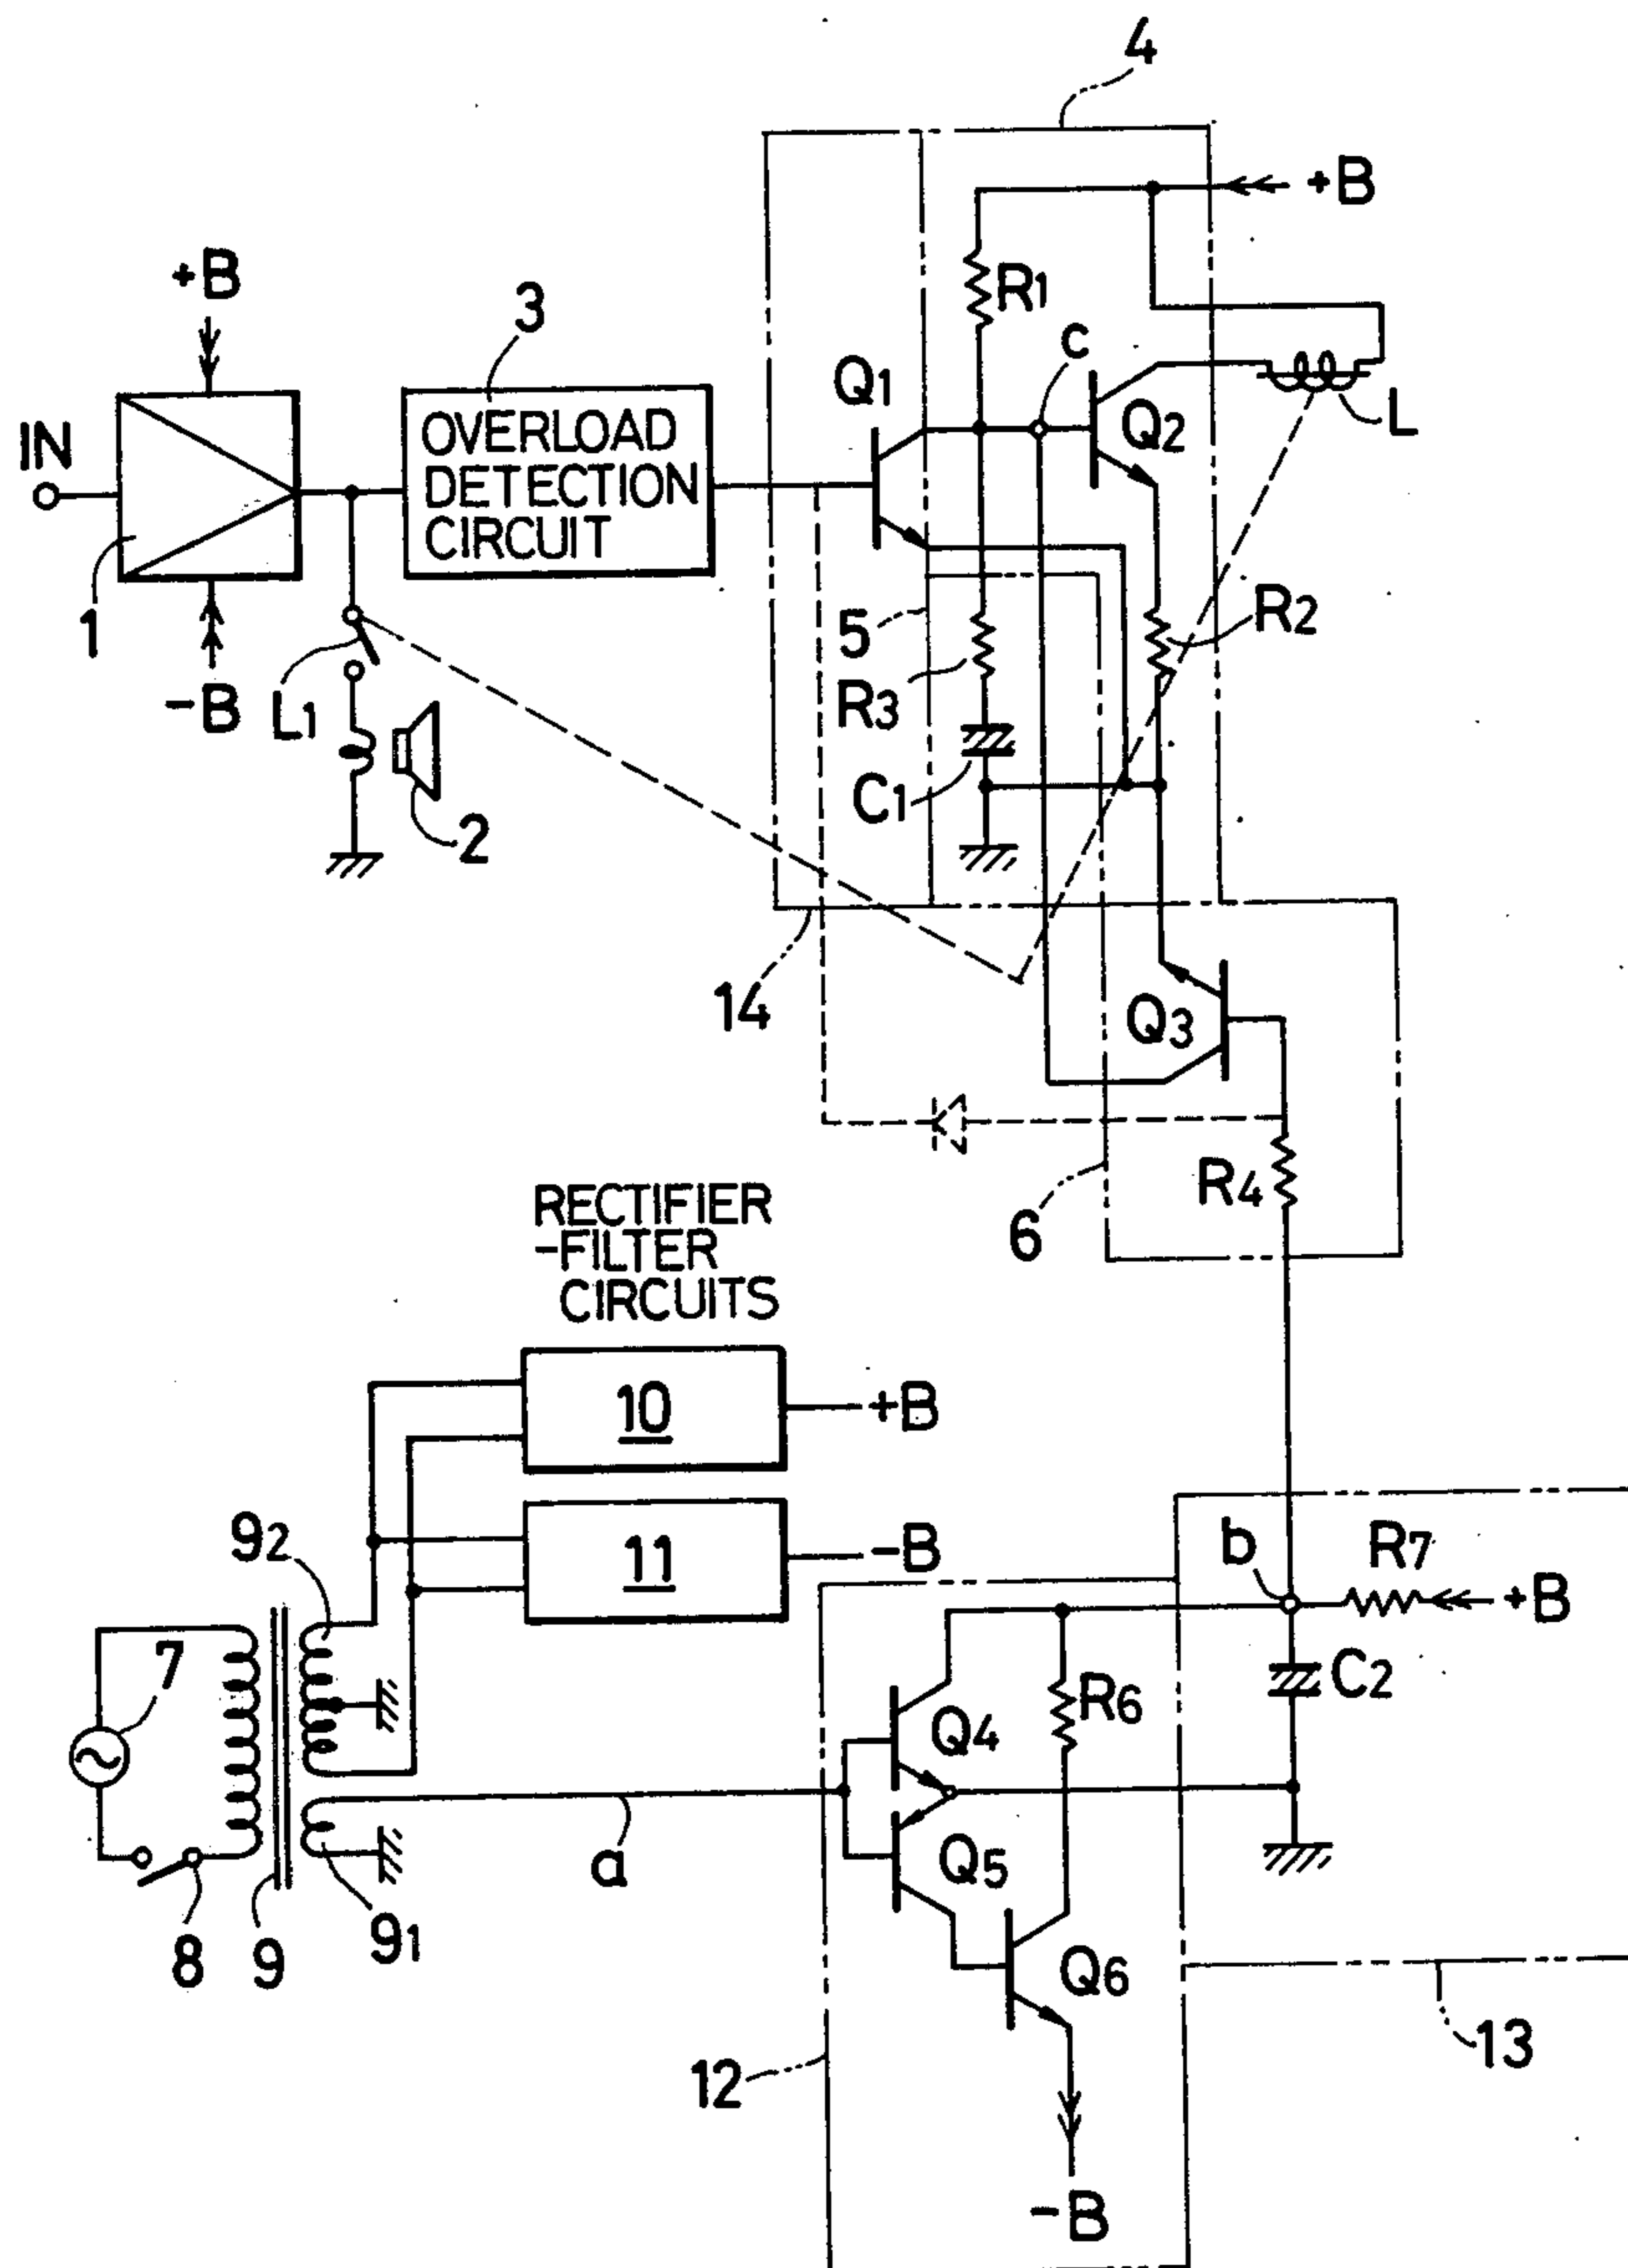 4
+B
+B
3
R1
C
Q1
IN
OVERLOAD
DETECTION
CIRCUIT
Q2
L
1
-B
L1
5
R2
R3
C1
2
14
Q3
R4
6
RECTIFIER
-FILTER
CIRCUITS
10
+B
11
-B
92
b
R7
+B
7
C2
Q4
R6
a
Q5
8
9
91
Q6
12
13
-B